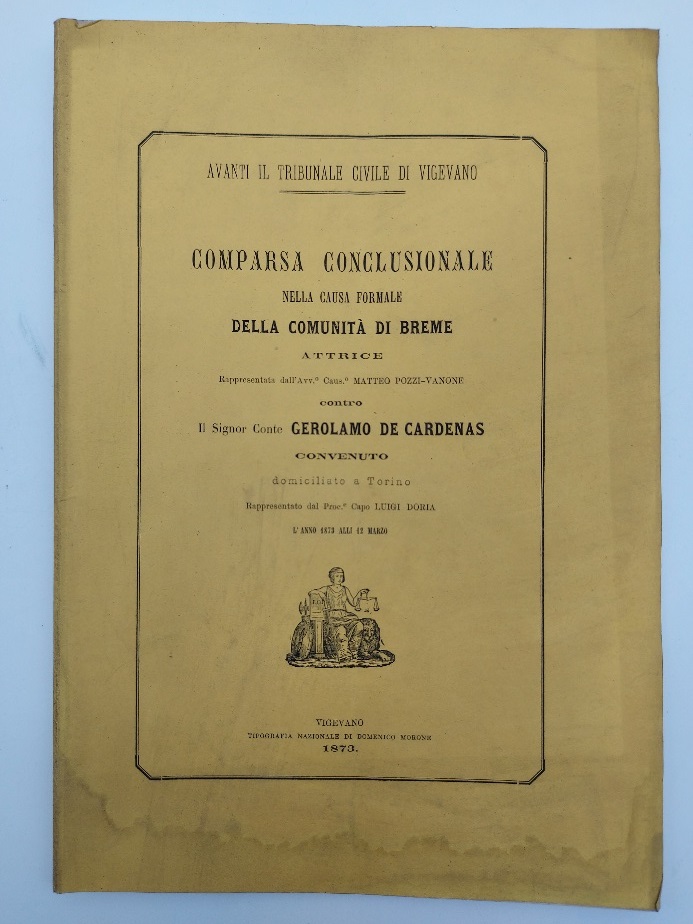 AVANTI IL TRIBUNALE CIVILE DI VIGEVANO
COMPARSA CONCLUSIONALE
NELLA CAUSA FORMALE
DELLA COMUNITÀ DI BREME
ATTRICE
Rappresentata dall'Avv.º Caus.º MATTEO POZZI-VANONE
contro
Il Signor Conte GEROLAMO DE CARDENAS
CONVENUTO
domiciliato a Torino
Rappresentato dal Proc.º Capo LUIGI DORIA
L'ANNO 1873 ALLI 12 MARZO
VIGEVANO
TIPOGRAFIA NAZIONALE DI DOMENICO MORONE
1873.